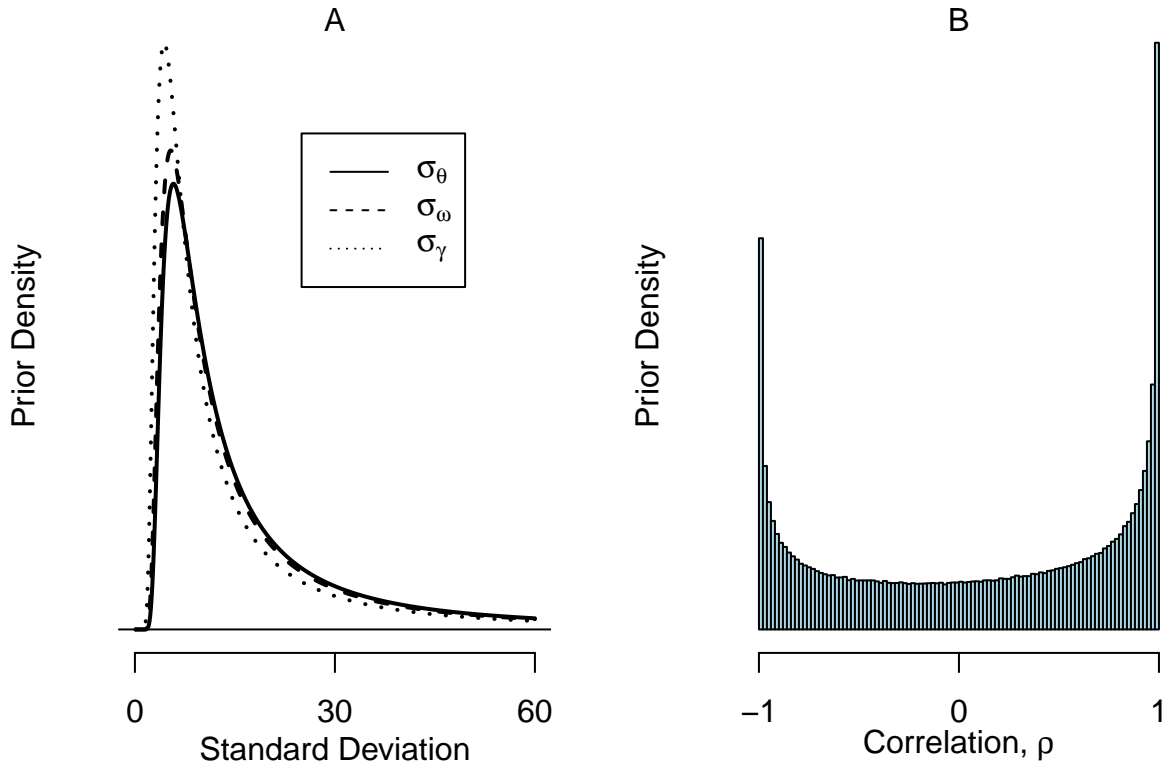 A
Prior Density
σθ
σω
σγ
0 30 60
Standard Deviation
B
Prior Density
−1 0 1
Correlation, ρ